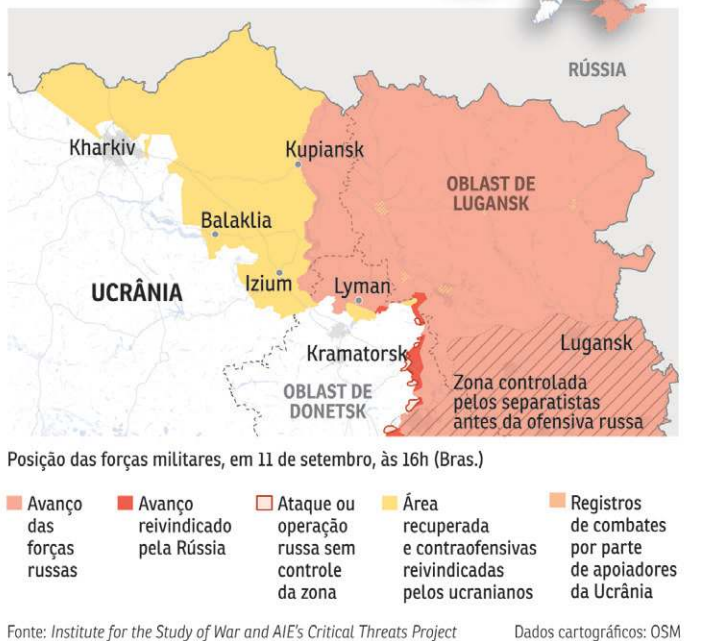 RÚSSIA
Kharkiv
Kupiansk
OBLAST DE
LUGANSK
Balaklia
Izium
Lyman
UCRÂNIA
Kramatorsk
Lugansk
OBLAST DE
DONETSK
Zona controlada
pelos separatistas
antes da ofensiva russa
Posição das forças militares, em 11 de setembro, às 16h (Bras.)
Avanço
das
forças
russas
Avanço
reivindicado
pela Rússia
Ataque ou
operação
russa sem
controle
da zona
Área
recuperada
e contraofensivas
reivindicadas
pelos ucranianos
Registros
de combates
por parte
de apoiadores
da Ucrânia
Fonte: Institute for the Study of War and AIE's Critical Threats Project
Dados cartográficos: OSM